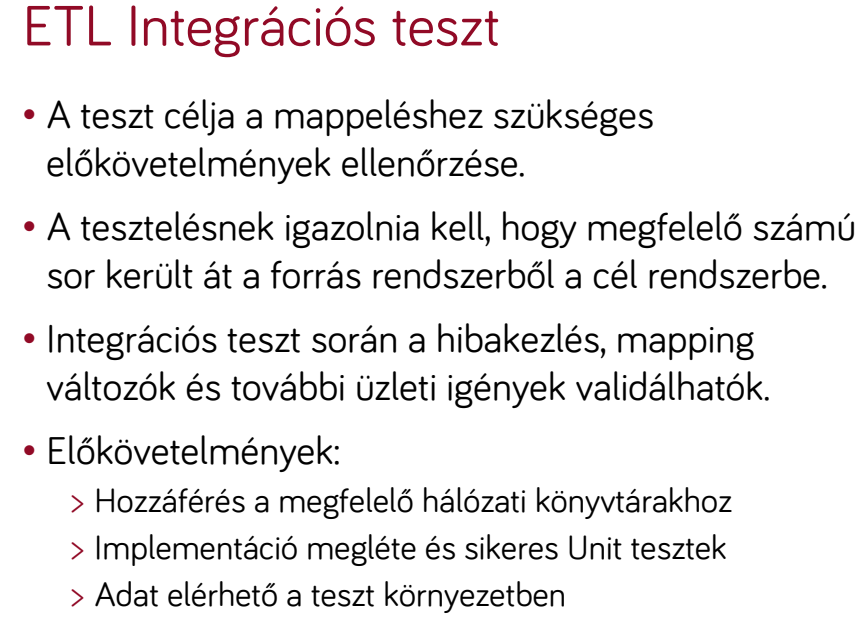 ETL Integrációs teszt
• A teszt célja a mappeléshez szükséges
előkövetelmények ellenőrzése.
• A tesztelésnek igazolnia kell, hogy megfelelő számú
sor került át a forrás rendszerből a cél rendszerbe.
• Integrációs teszt során a hibakezlés, mapping
változók és további üzleti igények validálhatók.
• Előkövetelmények:
> Hozzáférés a megfelelő hálózati könyvtárakhoz
> Implementáció megléte és sikeres Unit tesztek
> Adat elérhető a teszt környezetben